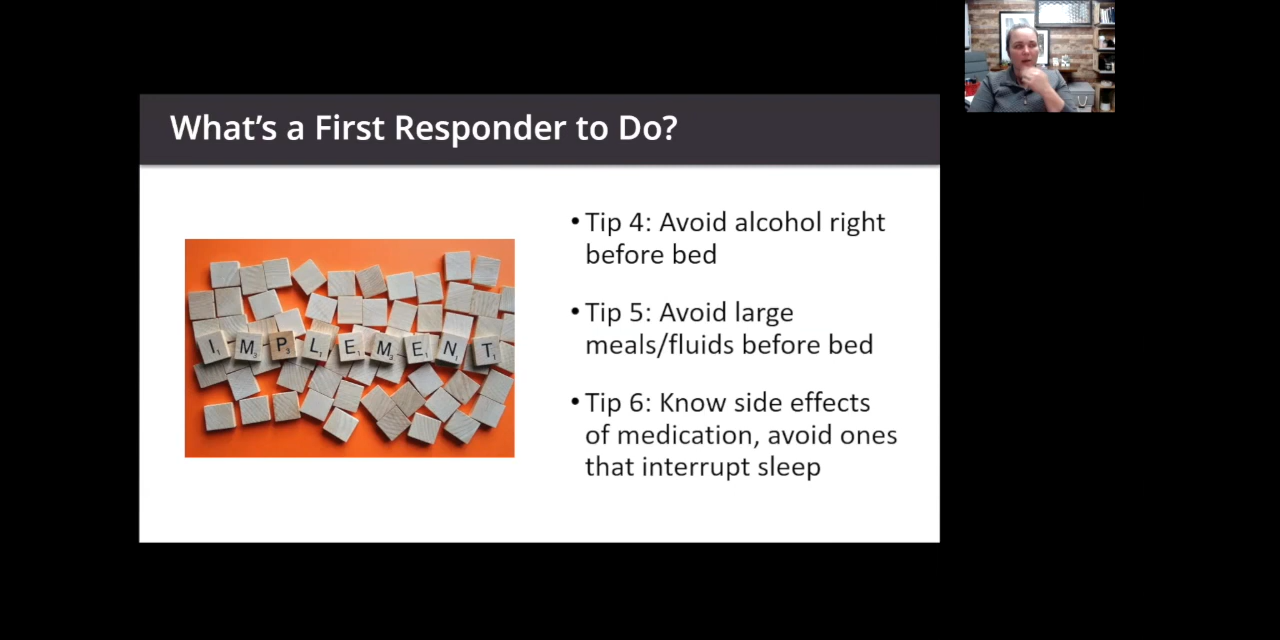 What's a First Responder to Do?
• Tip 4: Avoid alcohol right
before bed
• Tip 5: Avoid large
meals/fluids before bed
• Tip 6: Know side effects
of medication, avoid ones
that interrupt sleep
IMPLEMENT